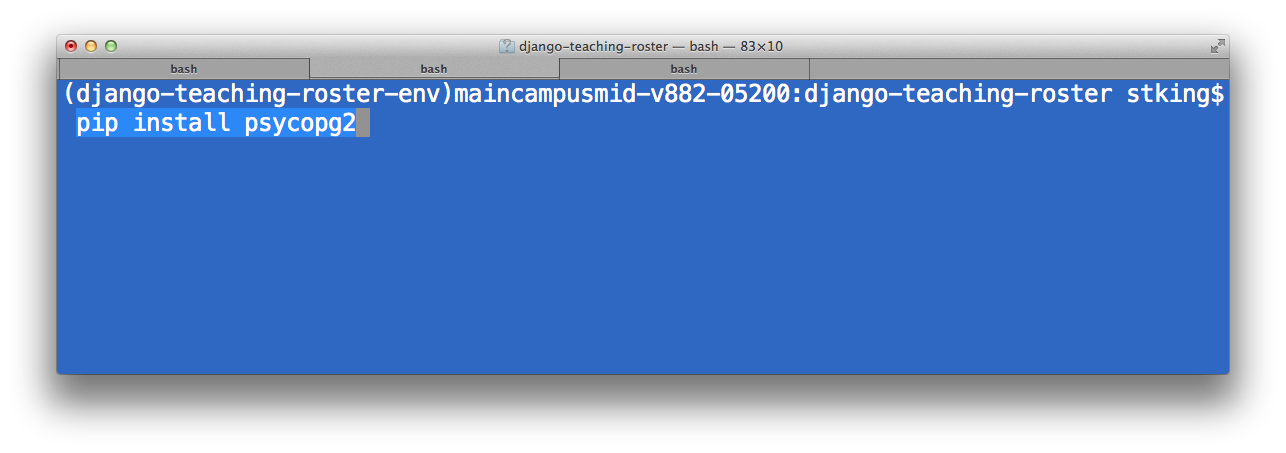 django-teaching-roster — bash — 83×10
bash bash bash
(django-teaching-roster-env)maincampusmid-v882-05200:django-teaching-roster stking$
pip install psycopg2